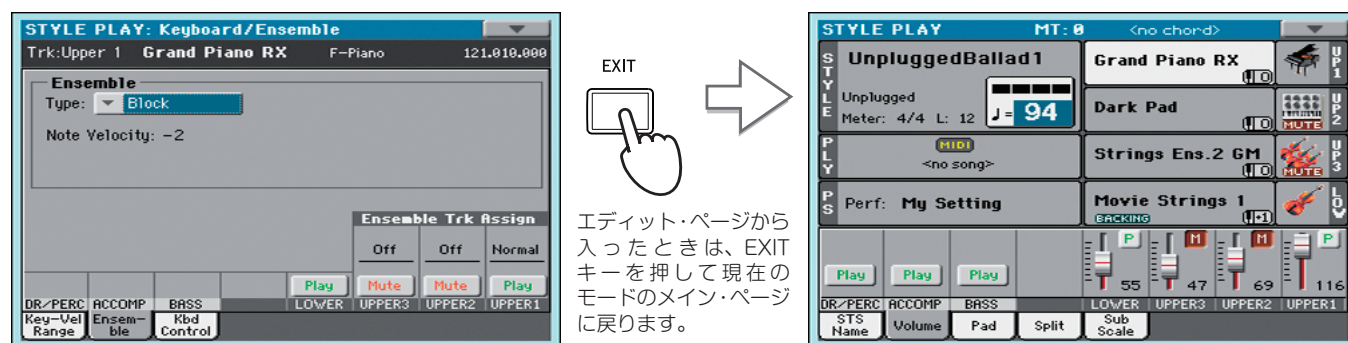 STYLE PLAY: Keyboard/Ensemble
Trk:Upper 1 Grand Piano RX F-Piano 121.010.000
Ensemble
Type: Block
Note Velocity: -2
Ensemble Trk Assign
Off Off Normal
Play Mute Mute Play
DR/PERC ACCOMP BASS LOWER UPPER3 UPPER2 UPPER1
Key-Vel Range Ensem-ble Kbd Control
EXIT
エディット・ページから
入ったときは、EXIT
キーを押して現在の
モードのメイン・ページ
に戻ります。
STYLE PLAY MT: 0 <no chord>
STYLE
UnpluggedBallad1
Unplugged
Meter: 4/4 L: 12 ♩= 94
Grand Piano RX 0 UP1
Dark Pad 0 MUTE UP2
PLY
MIDI
<no song>
Strings Ens.2 GM 0 MUTE UP3
PS Perf: My Setting
Movie Strings 1 LOW
BACKING +1
P M M P
Play Play Play 55 47 69 116
DR/PERC ACCOMP BASS LOWER UPPER3 UPPER2 UPPER1
STS Name Volume Pad Split Sub Scale